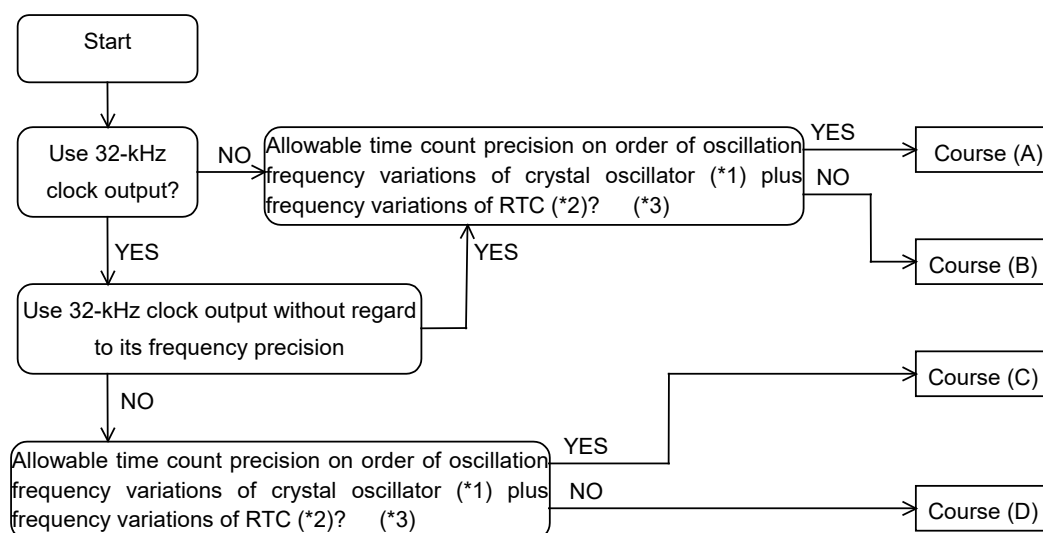 Start
Use 32-kHz
clock output?
NO
YES
Allowable time count precision on order of oscillation
frequency variations of crystal oscillator (*1) plus
frequency variations of RTC (*2)? (*3)
YES
NO
Course (A)
Course (B)
Use 32-kHz clock output without regard
to its frequency precision
YES
NO
Allowable time count precision on order of oscillation
frequency variations of crystal oscillator (*1) plus
frequency variations of RTC (*2)? (*3)
YES
NO
Course (C)
Course (D)